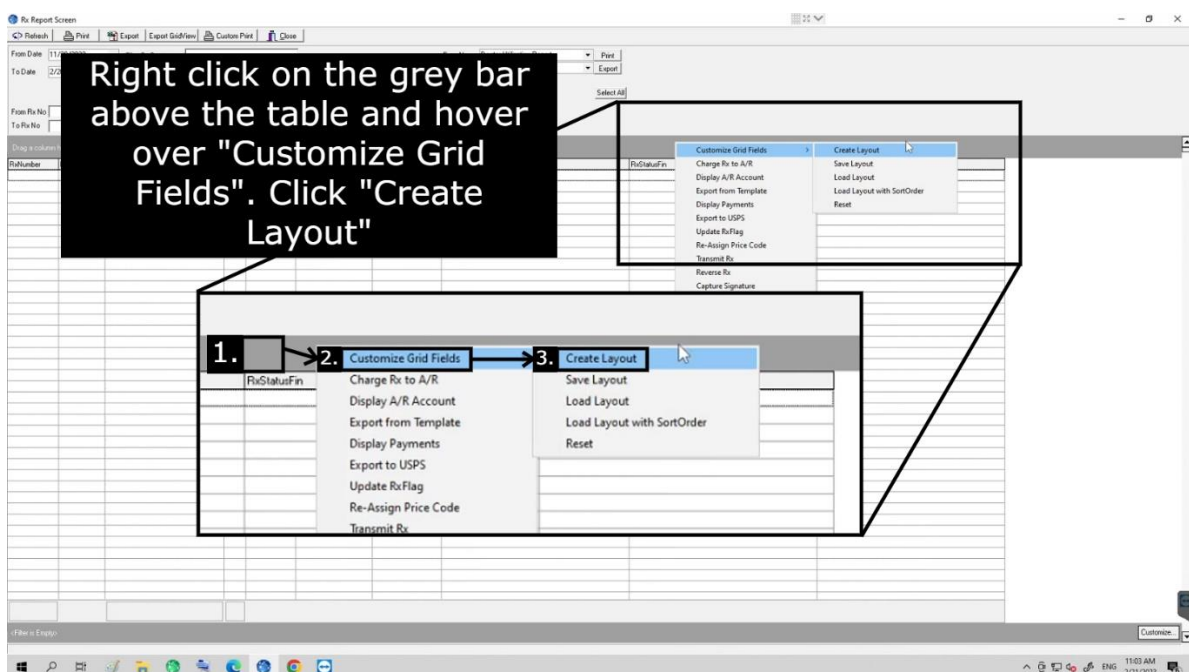 Rx Report Screen
Refresh Print Export Export GridView Custom Print Close
From Date 11/
To Date 2/2
Print
Export
Select All
From Rx No
To Rx No
Right click on the grey bar
above the table and hover
over "Customize Grid
Fields". Click "Create
Layout"
Drag a column
RxNumber
RxStatusFin
Customize Grid Fields
Charge Rx to A/R
Display A/R Account
Export from Template
Display Payments
Export to USPS
Update RxFlag
Re-Assign Price Code
Transmit Rx
Reverse Rx
Capture Signature
Create Layout
Save Layout
Load Layout
Load Layout with SortOrder
Reset
1.
2. Customize Grid Fields
3. Create Layout
RxStatusFin
Charge Rx to A/R
Display A/R Account
Export from Template
Display Payments
Export to USPS
Update RxFlag
Re-Assign Price Code
Transmit Rx
Save Layout
Load Layout
Load Layout with SortOrder
Reset
<Filter is Empty>
Customize...
ENG
11:03 AM